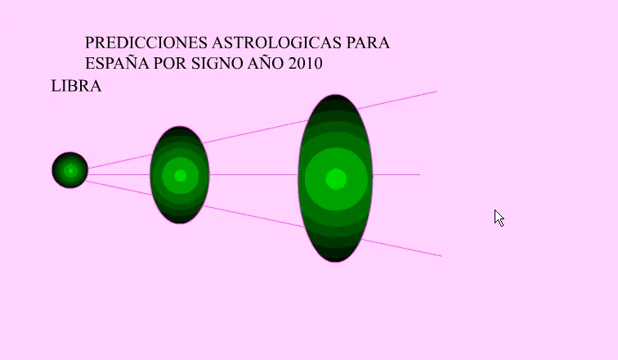 PREDICCIONES ASTROLOGICAS PARA
ESPAÑA POR SIGNO AÑO 2010
LIBRA